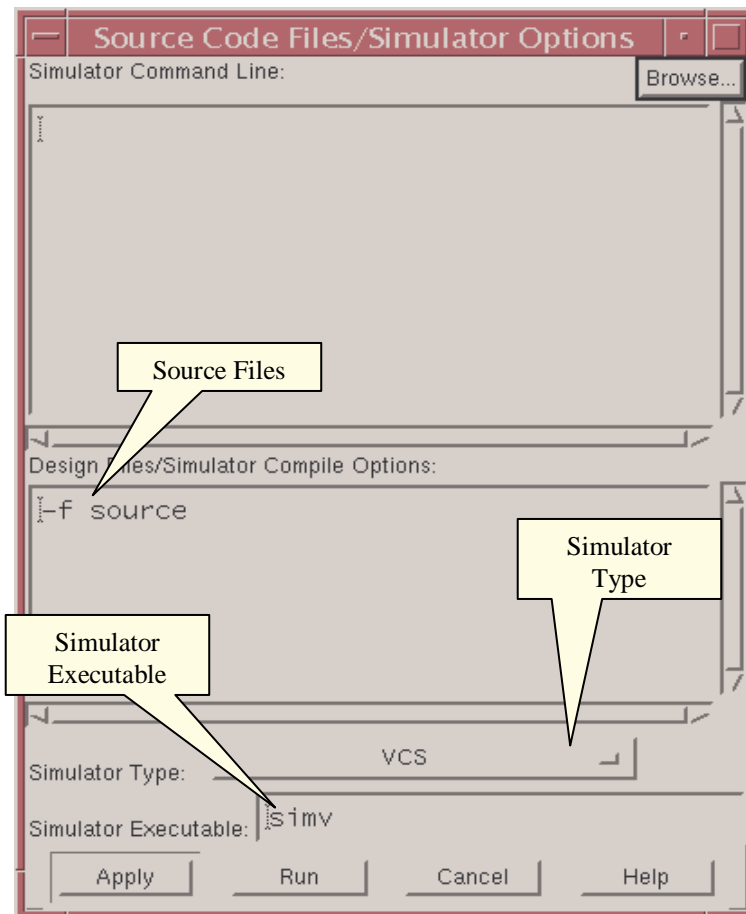 Source Code Files/Simulator Options
Simulator Command Line:
Browse...
Source Files
Design Files/Simulator Compile Options:
-f source
Simulator
Type
Simulator
Executable
Simulator Type:
VCS
Simulator Executable:
simv
Apply
Run
Cancel
Help